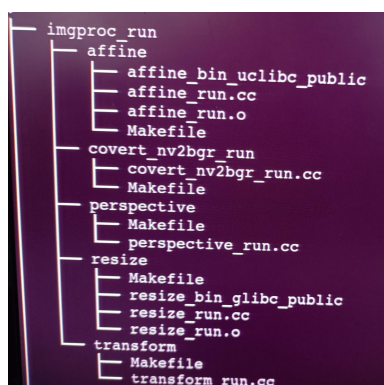 imgproc_run
affine
affine_bin_uclibc_public
affine_run.cc
affine_run.o
Makefile
covert_nv2bgr_run
covert_nv2bgr_run.cc
Makefile
perspective
Makefile
perspective_run.cc
resize
Makefile
resize_bin_glibc_public
resize_run.cc
resize_run.o
transform
Makefile
transform_run.cc